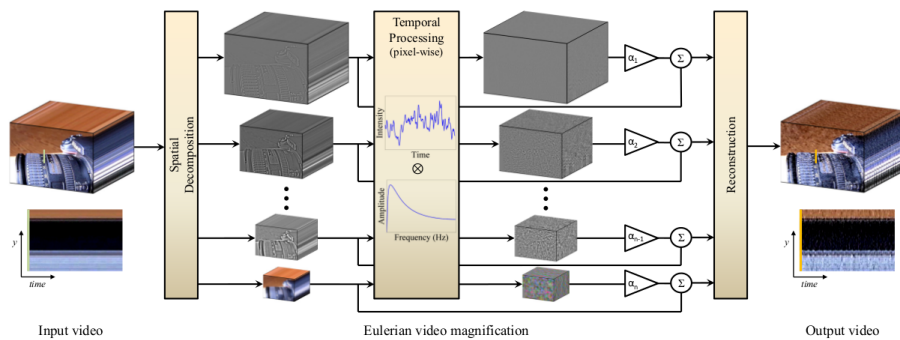 Temporal
Processing
(pixel-wise)
Spatial
Decomposition
Intensity
Time
⊗
Amplitude
Frequency (Hz)
α1
Σ
α2
Σ
αn-1
Σ
αn
Σ
Reconstruction
y
time
y
time
Input video
Eulerian video magnification
Output video